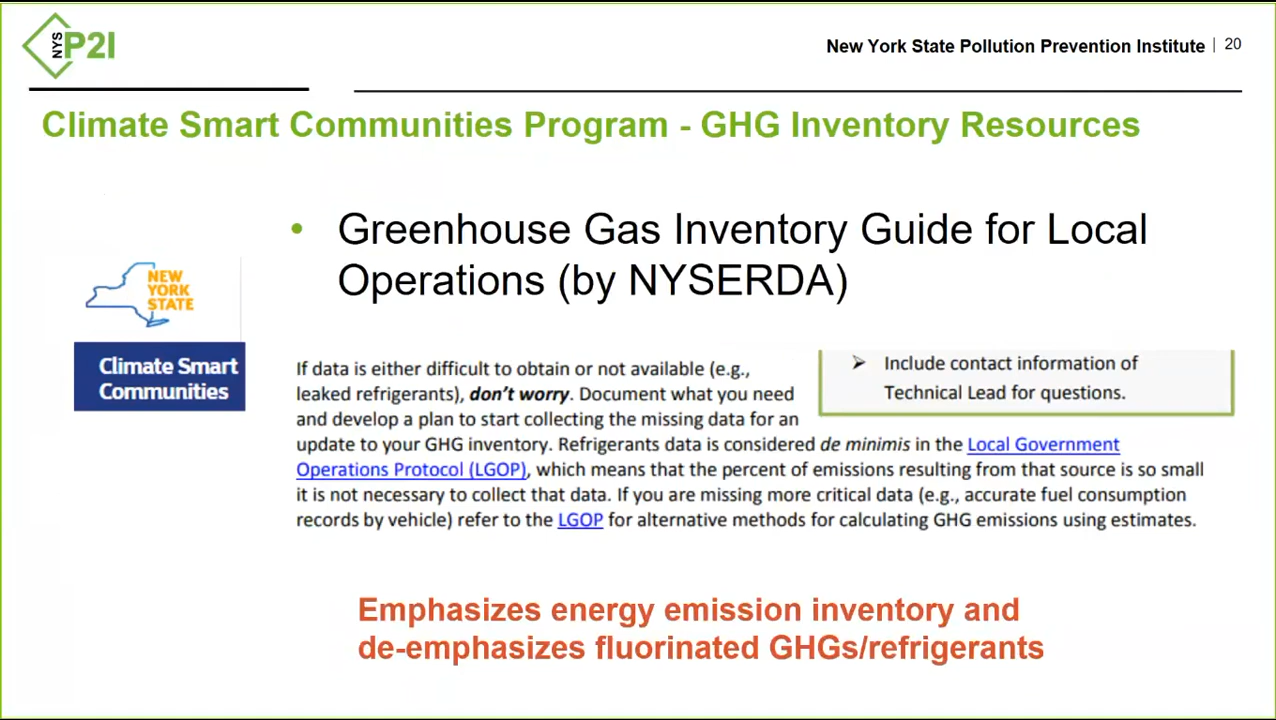 NYS P2I
New York State Pollution Prevention Institute | 20
Climate Smart Communities Program - GHG Inventory Resources
• Greenhouse Gas Inventory Guide for Local
Operations (by NYSERDA)
NEW
YORK
STATE
Climate Smart
Communities
If data is either difficult to obtain or not available (e.g.,
leaked refrigerants), don't worry. Document what you need
and develop a plan to start collecting the missing data for an
update to your GHG inventory. Refrigerants data is considered de minimis in the Local Government
Operations Protocol (LGOP), which means that the percent of emissions resulting from that source is so small
it is not necessary to collect that data. If you are missing more critical data (e.g., accurate fuel consumption
records by vehicle) refer to the LGOP for alternative methods for calculating GHG emissions using estimates.
➢ Include contact information of
Technical Lead for questions.
Emphasizes energy emission inventory and
de-emphasizes fluorinated GHGs/refrigerants